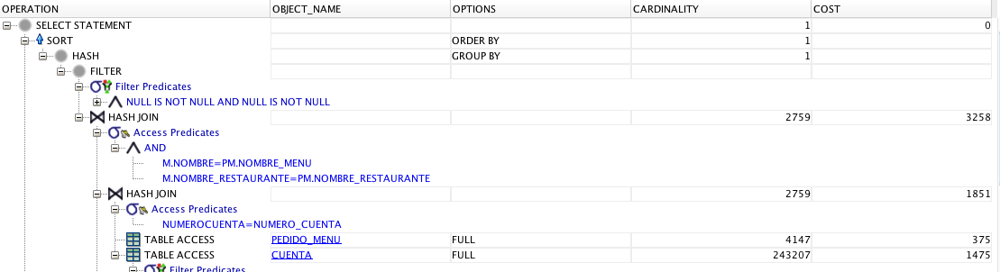 OPERATION OBJECT_NAME OPTIONS CARDINALITY COST
SELECT STATEMENT 1 0
SORT ORDER BY 1
HASH GROUP BY 1
FILTER
Filter Predicates
NULL IS NOT NULL AND NULL IS NOT NULL
HASH JOIN 2759 3258
Access Predicates
AND
M.NOMBRE=PM.NOMBRE_MENU
M.NOMBRE_RESTAURANTE=PM.NOMBRE_RESTAURANTE
HASH JOIN 2759 1851
Access Predicates
NUMEROCUENTA=NUMERO_CUENTA
TABLE ACCESS PEDIDO_MENU FULL 4147 375
TABLE ACCESS CUENTA FULL 243207 1475
Filter Predicates